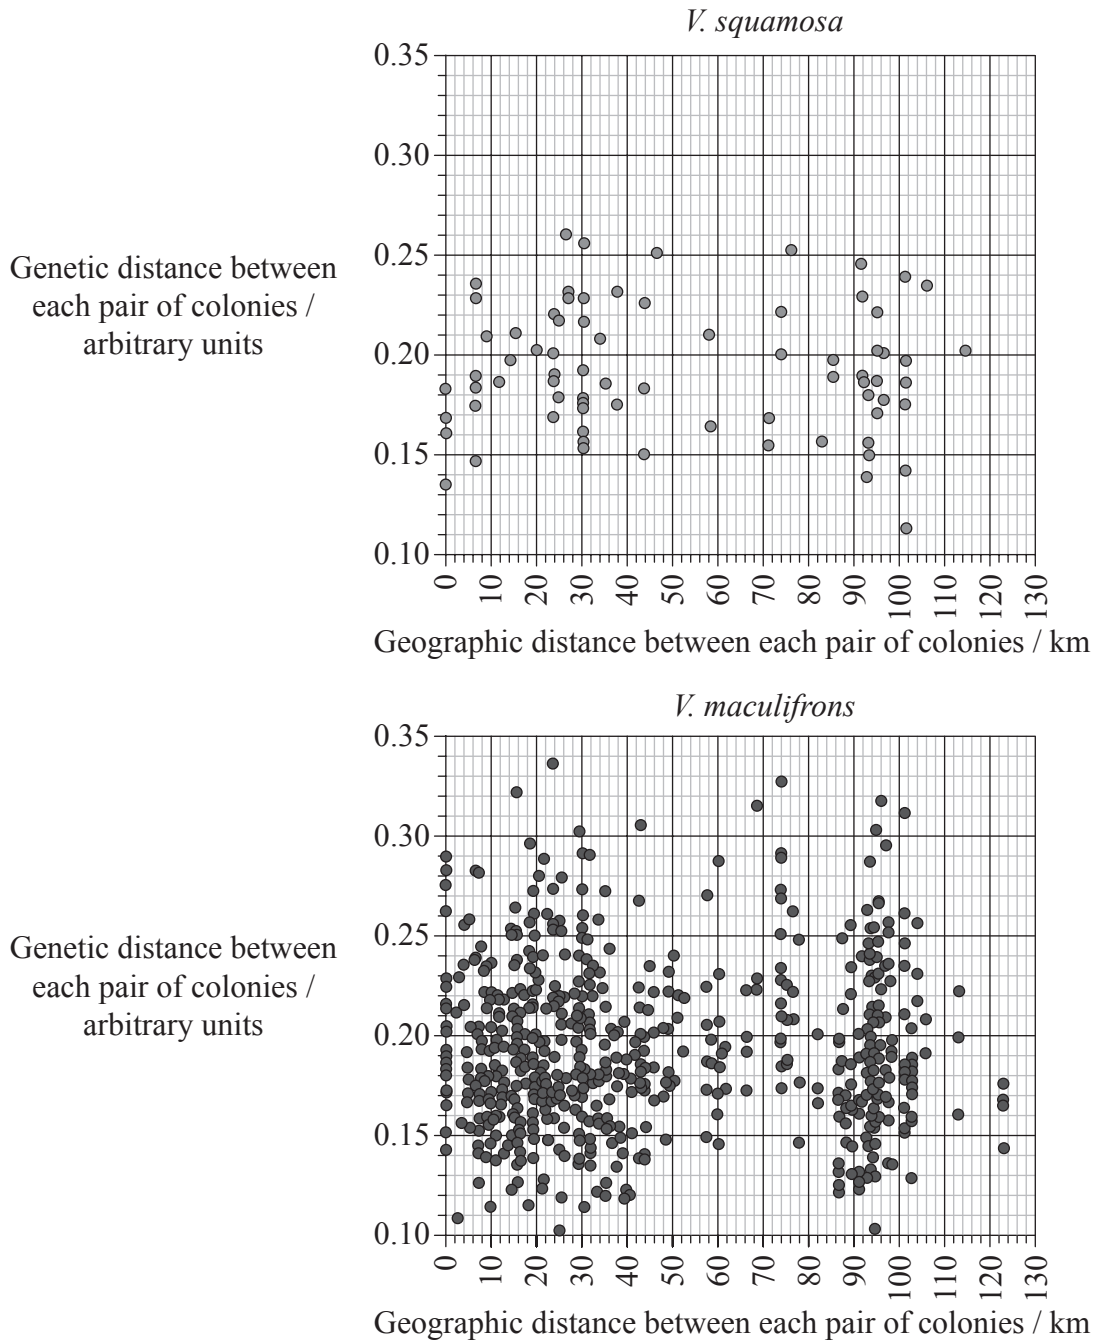 V. squamosa
0.35
0.30
0.25
0.20
0.15
0.10
Genetic distance between
each pair of colonies /
arbitrary units
0 10 20 30 40 50 60 70 80 90 100 110 120 130
Geographic distance between each pair of colonies / km
V. maculifrons
0.35
0.30
0.25
0.20
0.15
0.10
Genetic distance between
each pair of colonies /
arbitrary units
0 10 20 30 40 50 60 70 80 90 100 110 120 130
Geographic distance between each pair of colonies / km